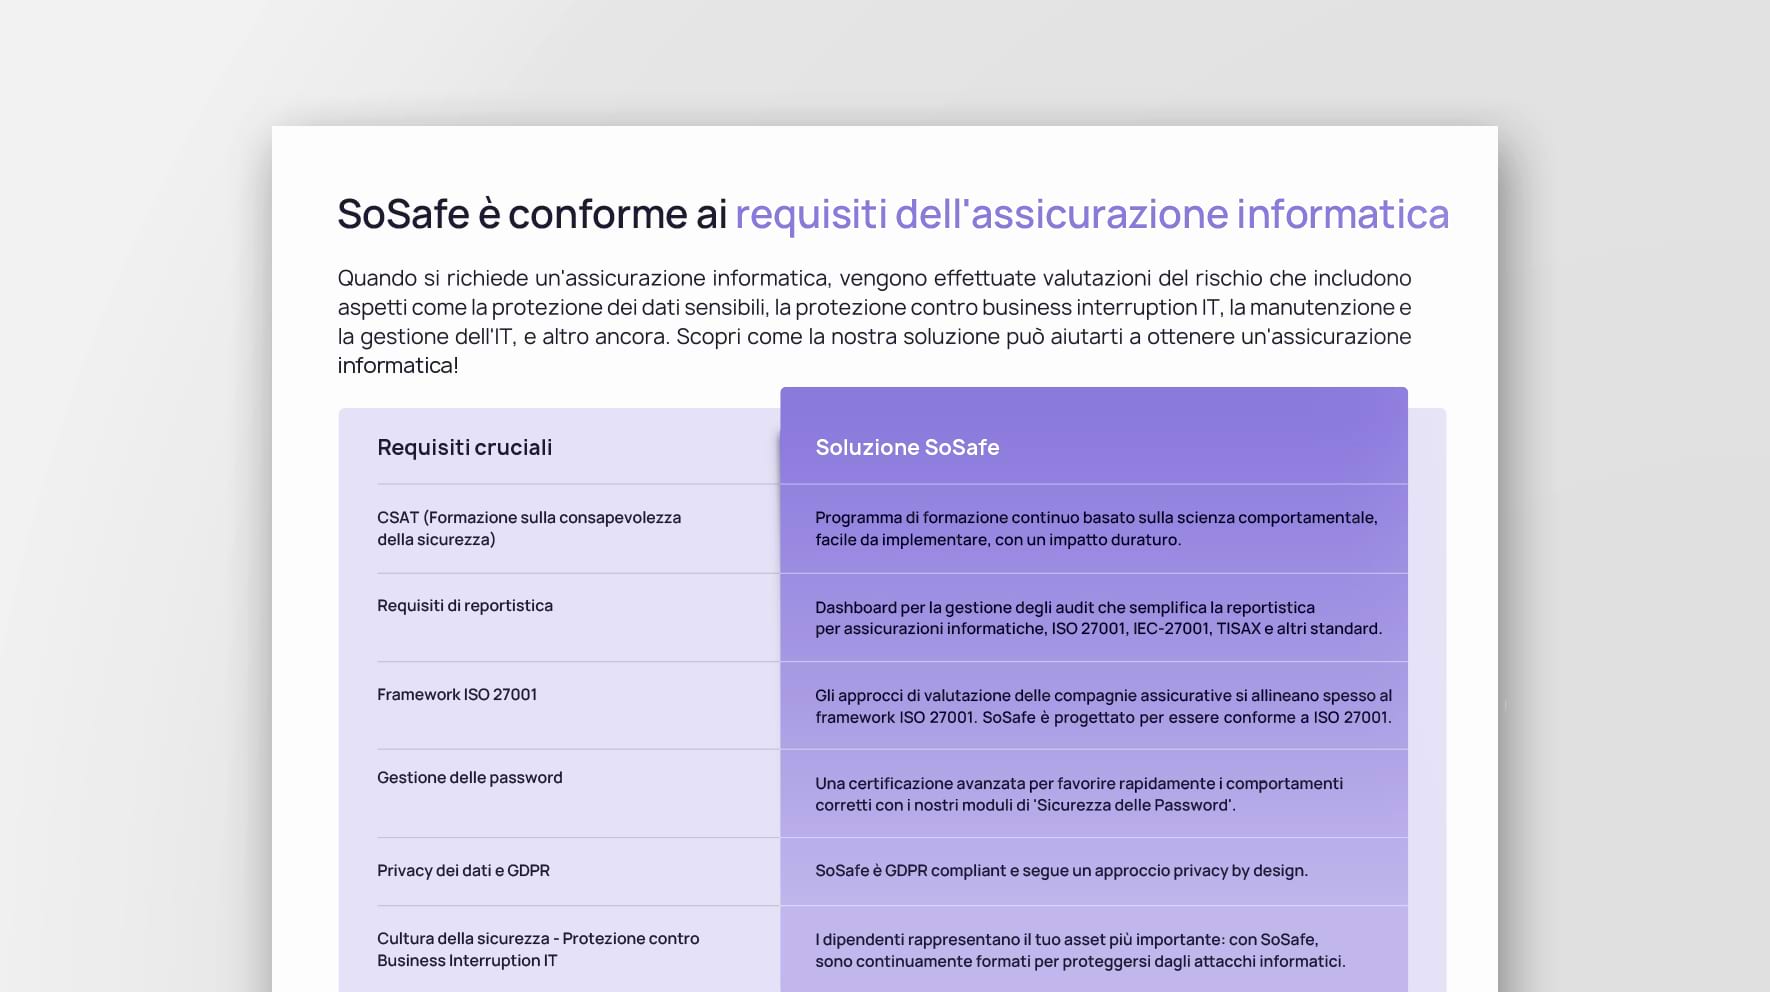 SoSafe è conforme ai requisiti dell'assicurazione informatica
Quando si richiede un'assicurazione informatica, vengono effettuate valutazioni del rischio che includono
aspetti come la protezione dei dati sensibili, la protezione contro business interruption IT, la manutenzione e
la gestione dell'IT, e altro ancora. Scopri come la nostra soluzione può aiutarti a ottenere un'assicurazione
informatica!
Requisiti cruciali
Soluzione SoSafe
CSAT (Formazione sulla consapevolezza
della sicurezza)
Programma di formazione continuo basato sulla scienza comportamentale,
facile da implementare, con un impatto duraturo.
Requisiti di reportistica
Dashboard per la gestione degli audit che semplifica la reportistica
per assicurazioni informatiche, ISO 27001, IEC-27001, TISAX e altri standard.
Framework ISO 27001
Gli approcci di valutazione delle compagnie assicurative si allineano spesso al
framework ISO 27001. SoSafe è progettato per essere conforme a ISO 27001.
Gestione delle password
Una certificazione avanzata per favorire rapidamente i comportamenti
corretti con i nostri moduli di 'Sicurezza delle Password'.
Privacy dei dati e GDPR
SoSafe è GDPR compliant e segue un approccio privacy by design.
Cultura della sicurezza - Protezione contro
Business Interruption IT
I dipendenti rappresentano il tuo asset più importante: con SoSafe,
sono continuamente formati per proteggersi dagli attacchi informatici.